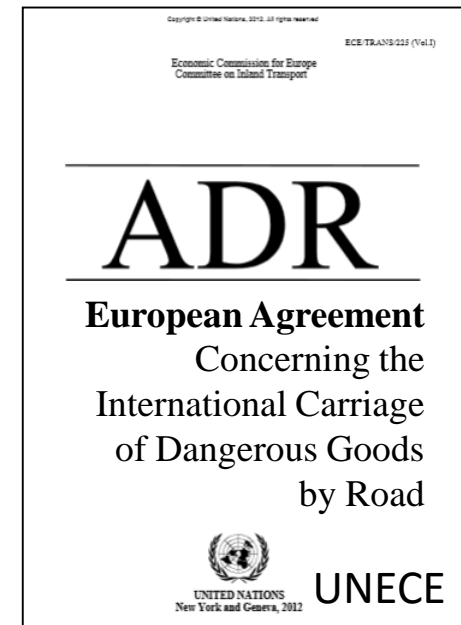 Copyright © United Nations, 2012. All rights reserved
ECE/TRANS/225 (Vol.I)
Economic Commission for Europe
Committee on Inland Transport
ADR
European Agreement
Concerning the
International Carriage
of Dangerous Goods
by Road
UNITED NATIONS
New York and Geneva, 2012
UNECE